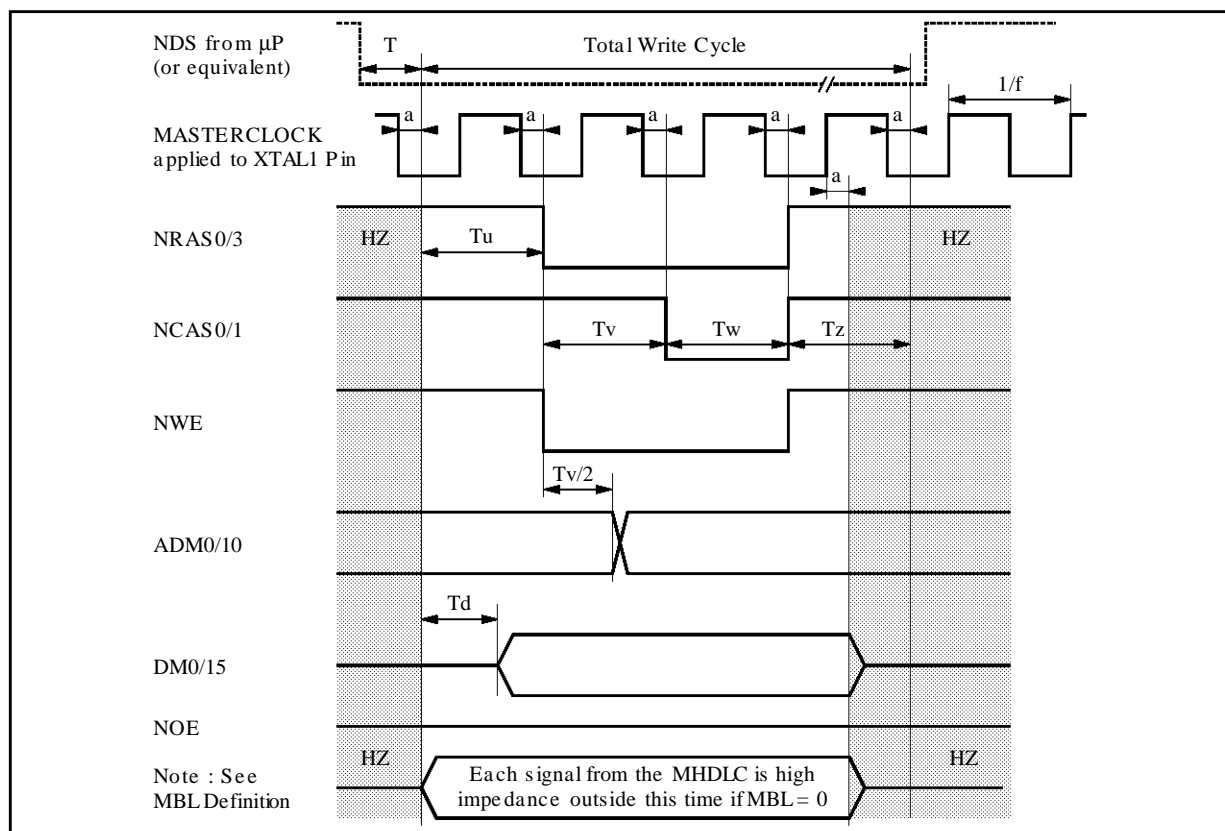 NDS from µP
(or equivalent)
T
Total Write Cycle
1/f
a
a
a
a
a
MASTERCLOCK
applied to XTAL1 Pin
a
NRAS0/3
HZ
Tu
HZ
NCAS0/1
Tv
Tw
Tz
NWE
Tv/2
ADM0/10
Td
DM0/15
NOE
HZ
HZ
Note : See
MBL Definition
Each signal from the MHDLC is high
impedance outside this time if MBL = 0